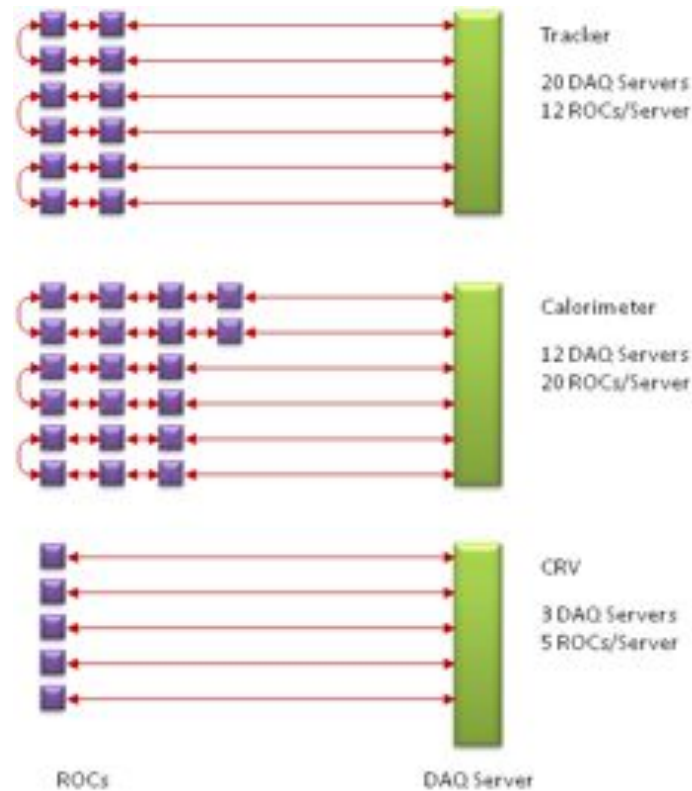 Tracker
20 DAQ Servers
12 ROCs/Server
Calorimeter
12 DAQ Servers
20 ROCs/Server
CRV
3 DAQ Servers
5 ROCs/Server
ROCs
DAQ Server